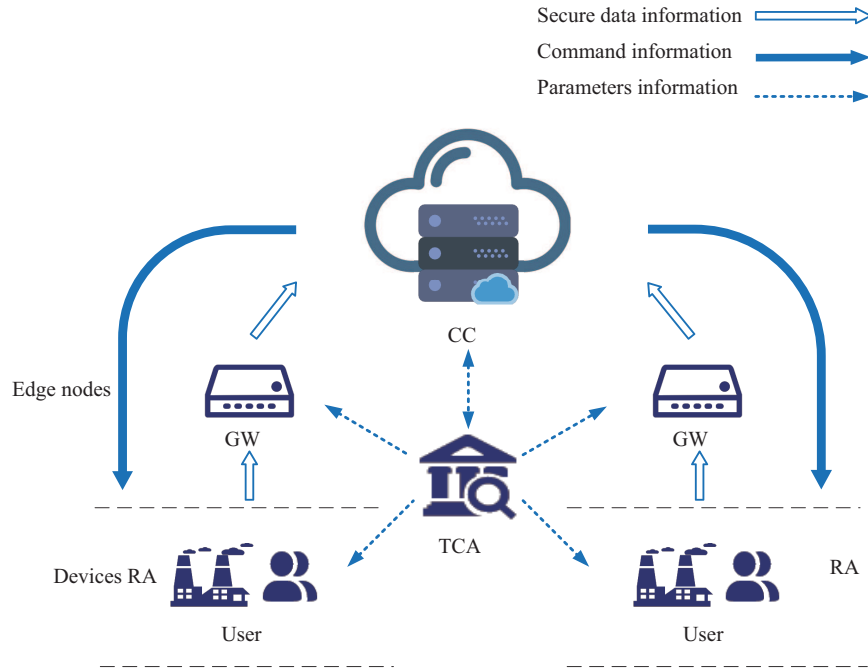 Secure data information
Command information
Parameters information
CC
Edge nodes
GW
GW
TCA
Devices RA
RA
User
User